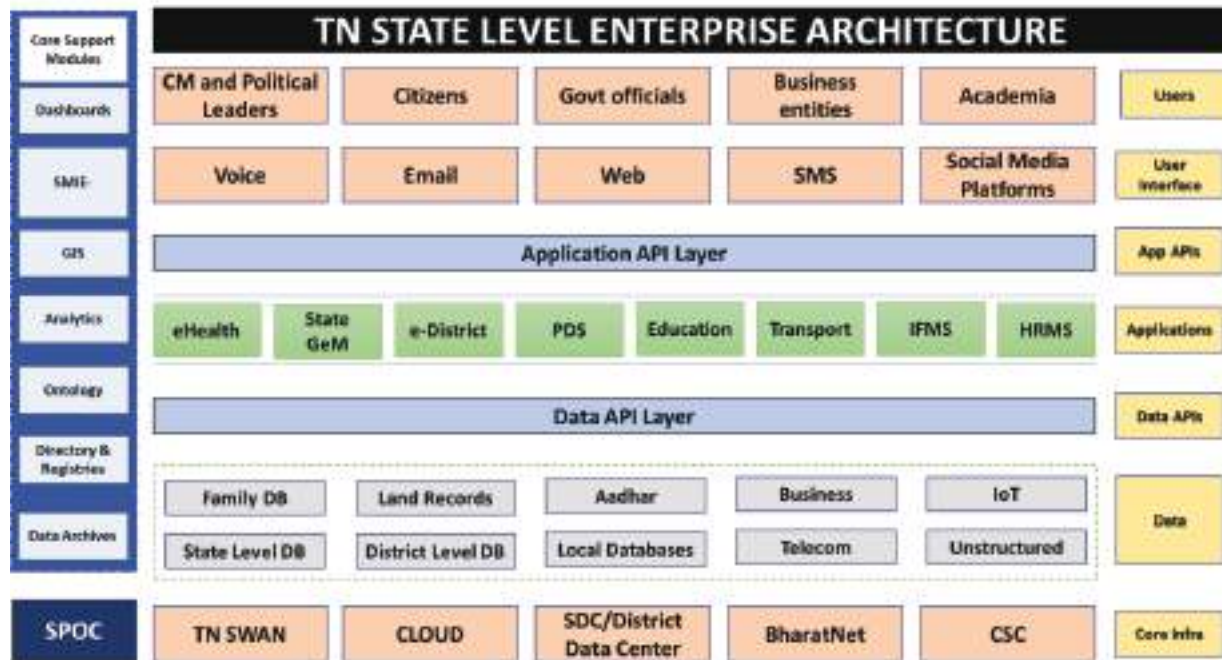 TN STATE LEVEL ENTERPRISE ARCHITECTURE
Core Support
Modules
Dashboards
GIS
Analytics
Ontology
Directory &
Registries
Data Archives
SPOC
CM and Political
Leaders
Citizens
Govt officials
Business
entities
Academia
Users
Voice
Email
Web
SMS
Social Media
Platforms
User
Interface
Application API Layer
App APIs
eHealth
State
GeM
e-District
PDS
Education
Transport
IFMS
HRMS
Applications
Data API Layer
Data APIs
Family DB
Land Records
Aadhar
Business
IoT
State Level DB
District Level DB
Local Databases
Telecom
Unstructured
Data
TN SWAN
CLOUD
SDC/District
Data Center
BharatNet
CSC
Core Infra